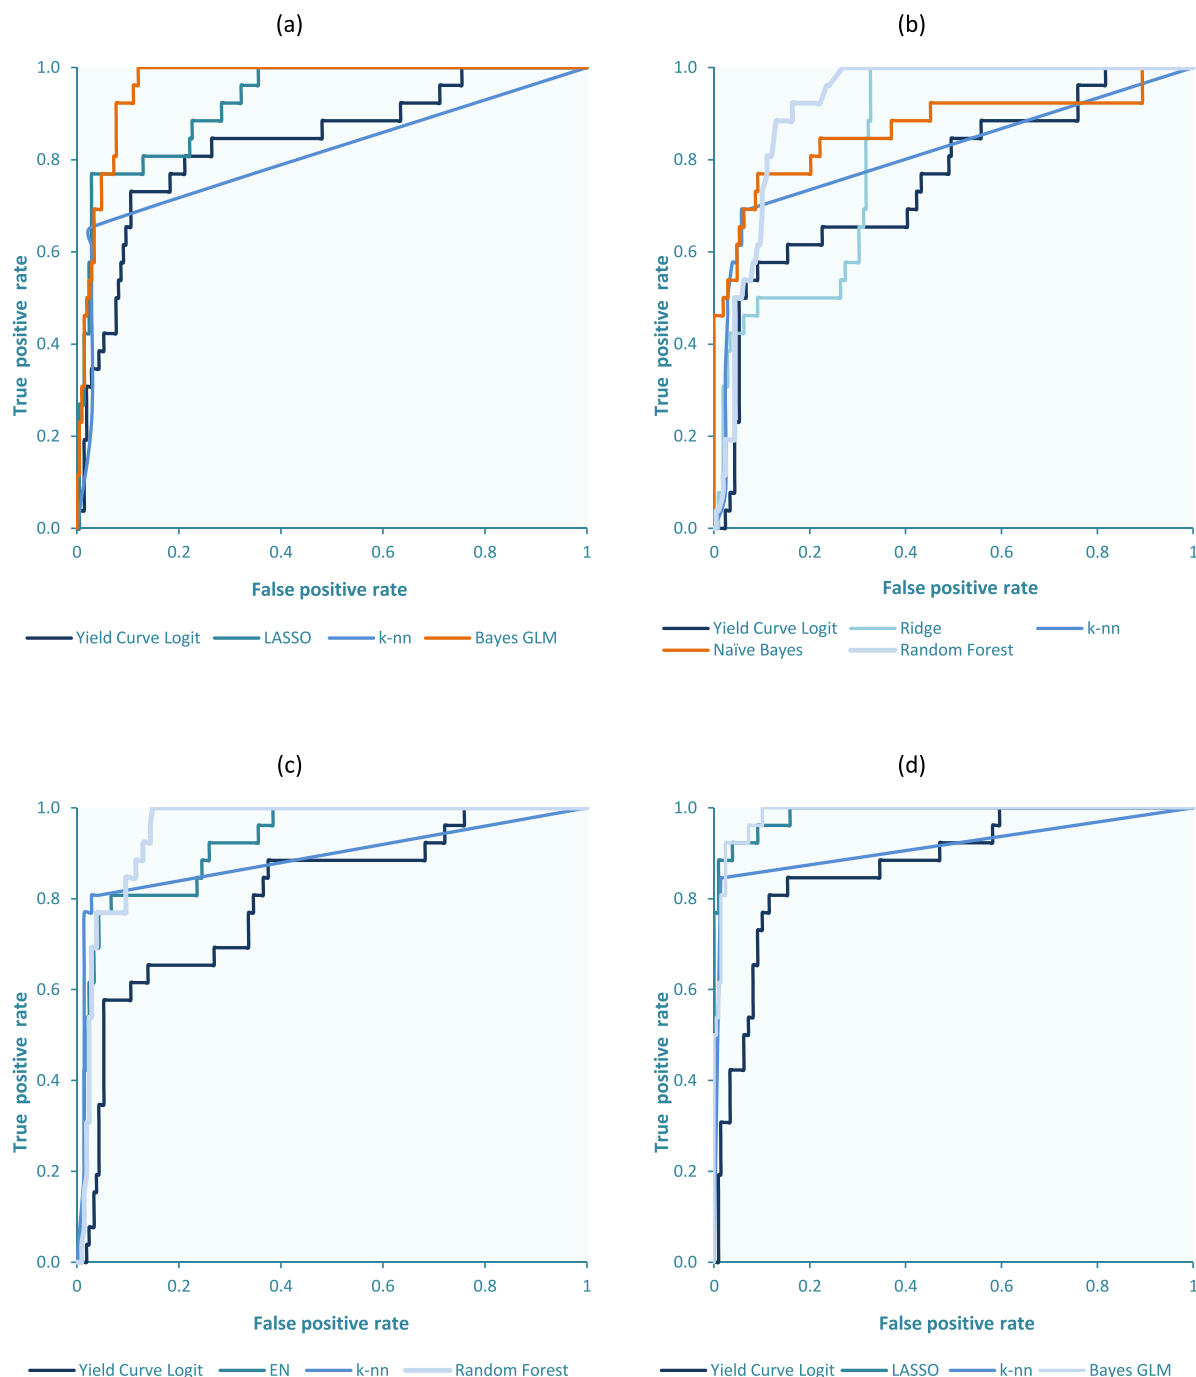 (a)
1.0
0.8
0.6
0.4
0.2
0.0
True positive rate
0 0.2 0.4 0.6 0.8 1
False positive rate
Yield Curve Logit LASSO k-nn Bayes GLM
(b)
1.0
0.8
0.6
0.4
0.2
0.0
True positive rate
0 0.2 0.4 0.6 0.8 1
False positive rate
Yield Curve Logit Ridge k-nn
Naïve Bayes Random Forest
(c)
1.0
0.8
0.6
0.4
0.2
0.0
True positive rate
0 0.2 0.4 0.6 0.8 1
False positive rate
Yield Curve Logit EN k-nn Random Forest
(d)
1.0
0.8
0.6
0.4
0.2
0.0
True positive rate
0 0.2 0.4 0.6 0.8 1
False positive rate
Yield Curve Logit LASSO k-nn Bayes GLM